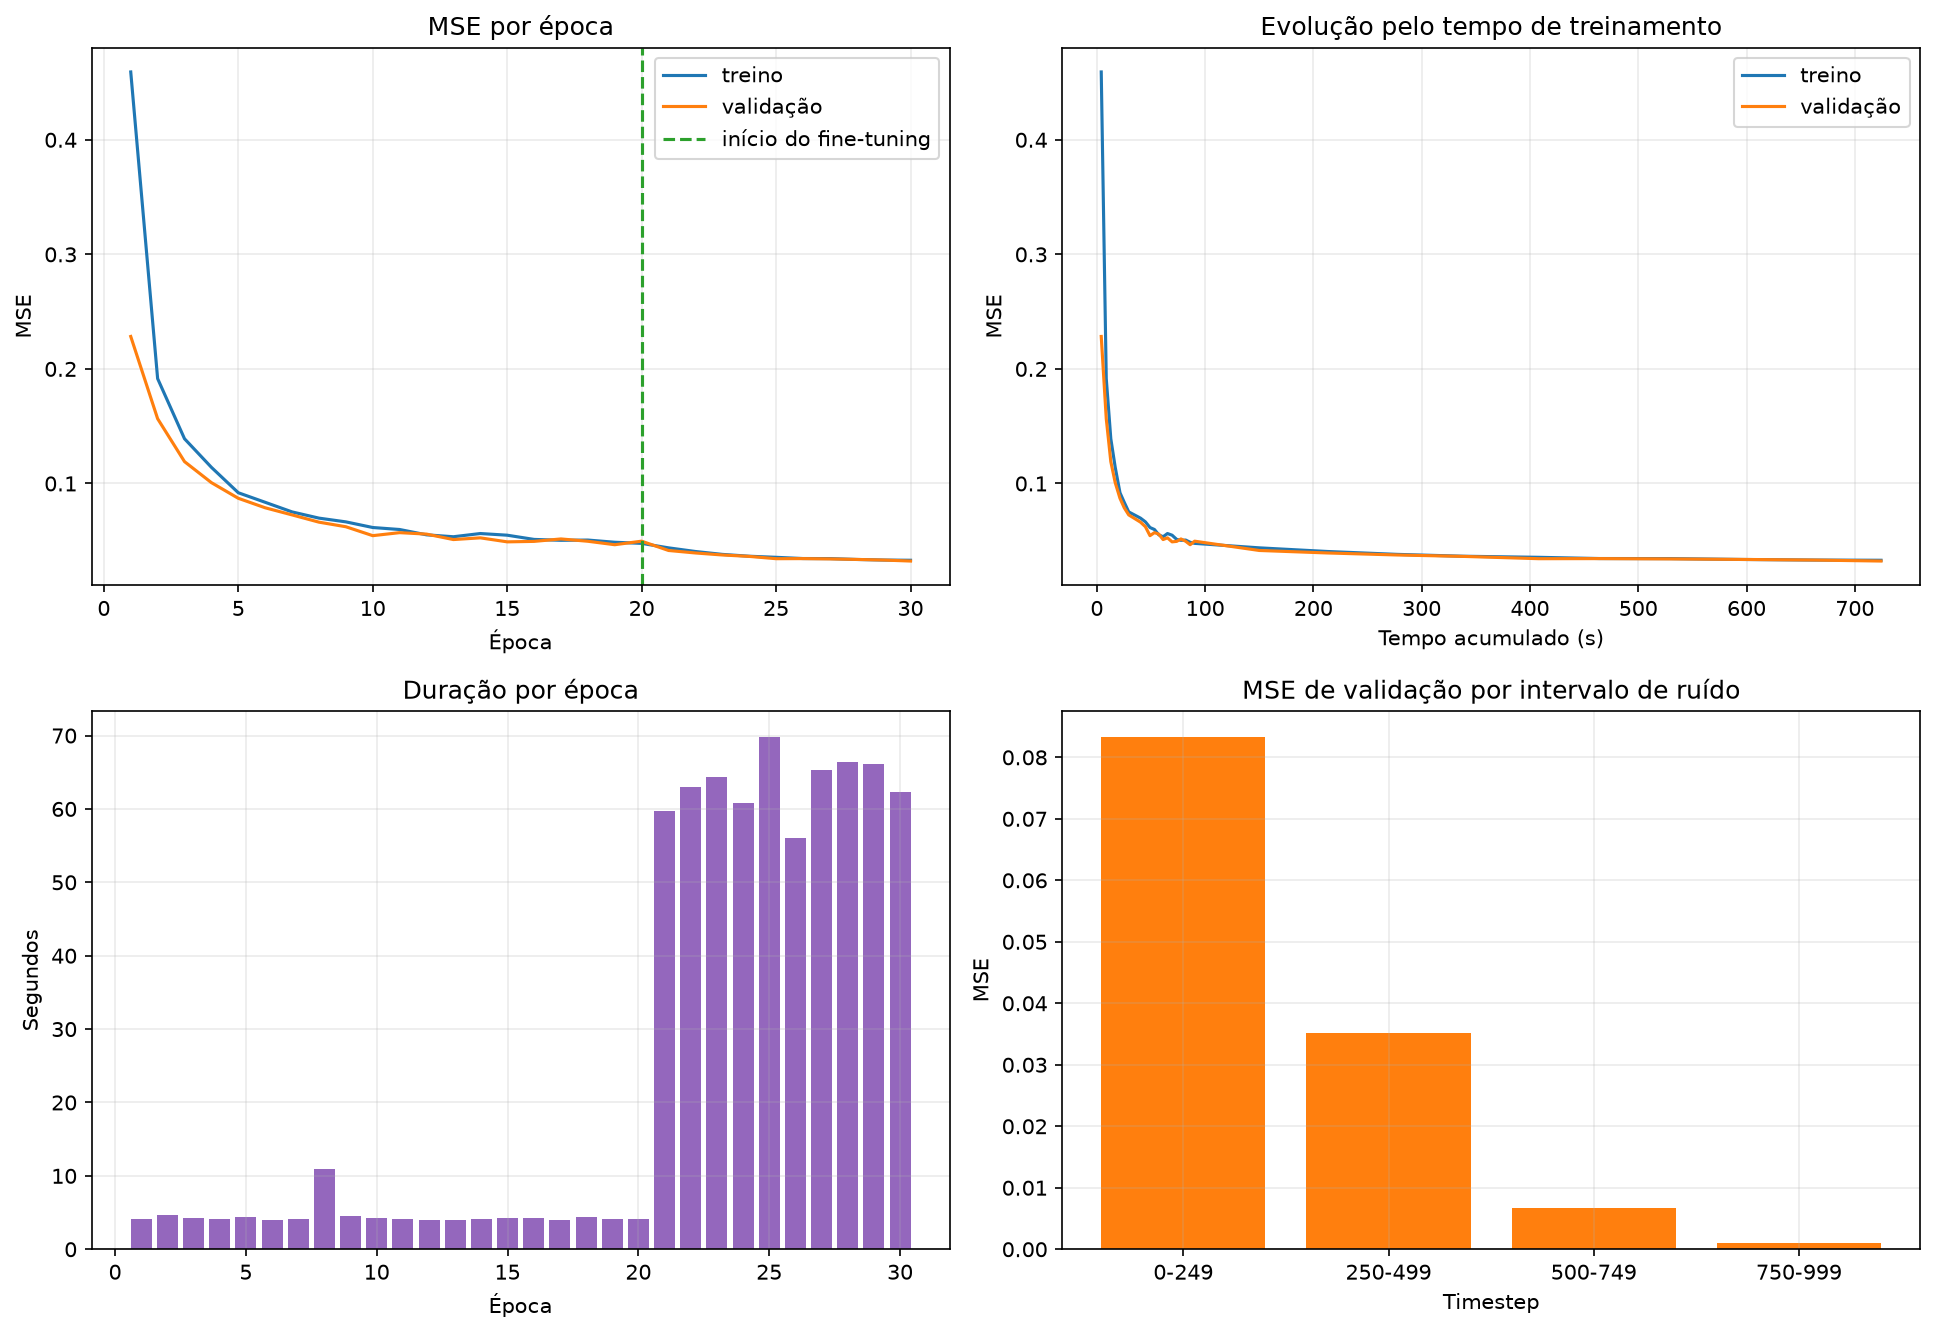 MSE por época
MSE
0.4
0.3
0.2
0.1
0 5 10 15 20 25 30
Época
treino
validação
início do fine-tuning
Evolução pelo tempo de treinamento
MSE
0.4
0.3
0.2
0.1
0 100 200 300 400 500 600 700
Tempo acumulado (s)
treino
validação
Duração por época
Segundos
70
60
50
40
30
20
10
0
0 5 10 15 20 25 30
Época
MSE de validação por intervalo de ruído
MSE
0.08
0.07
0.06
0.05
0.04
0.03
0.02
0.01
0.00
0-249 250-499 500-749 750-999
Timestep